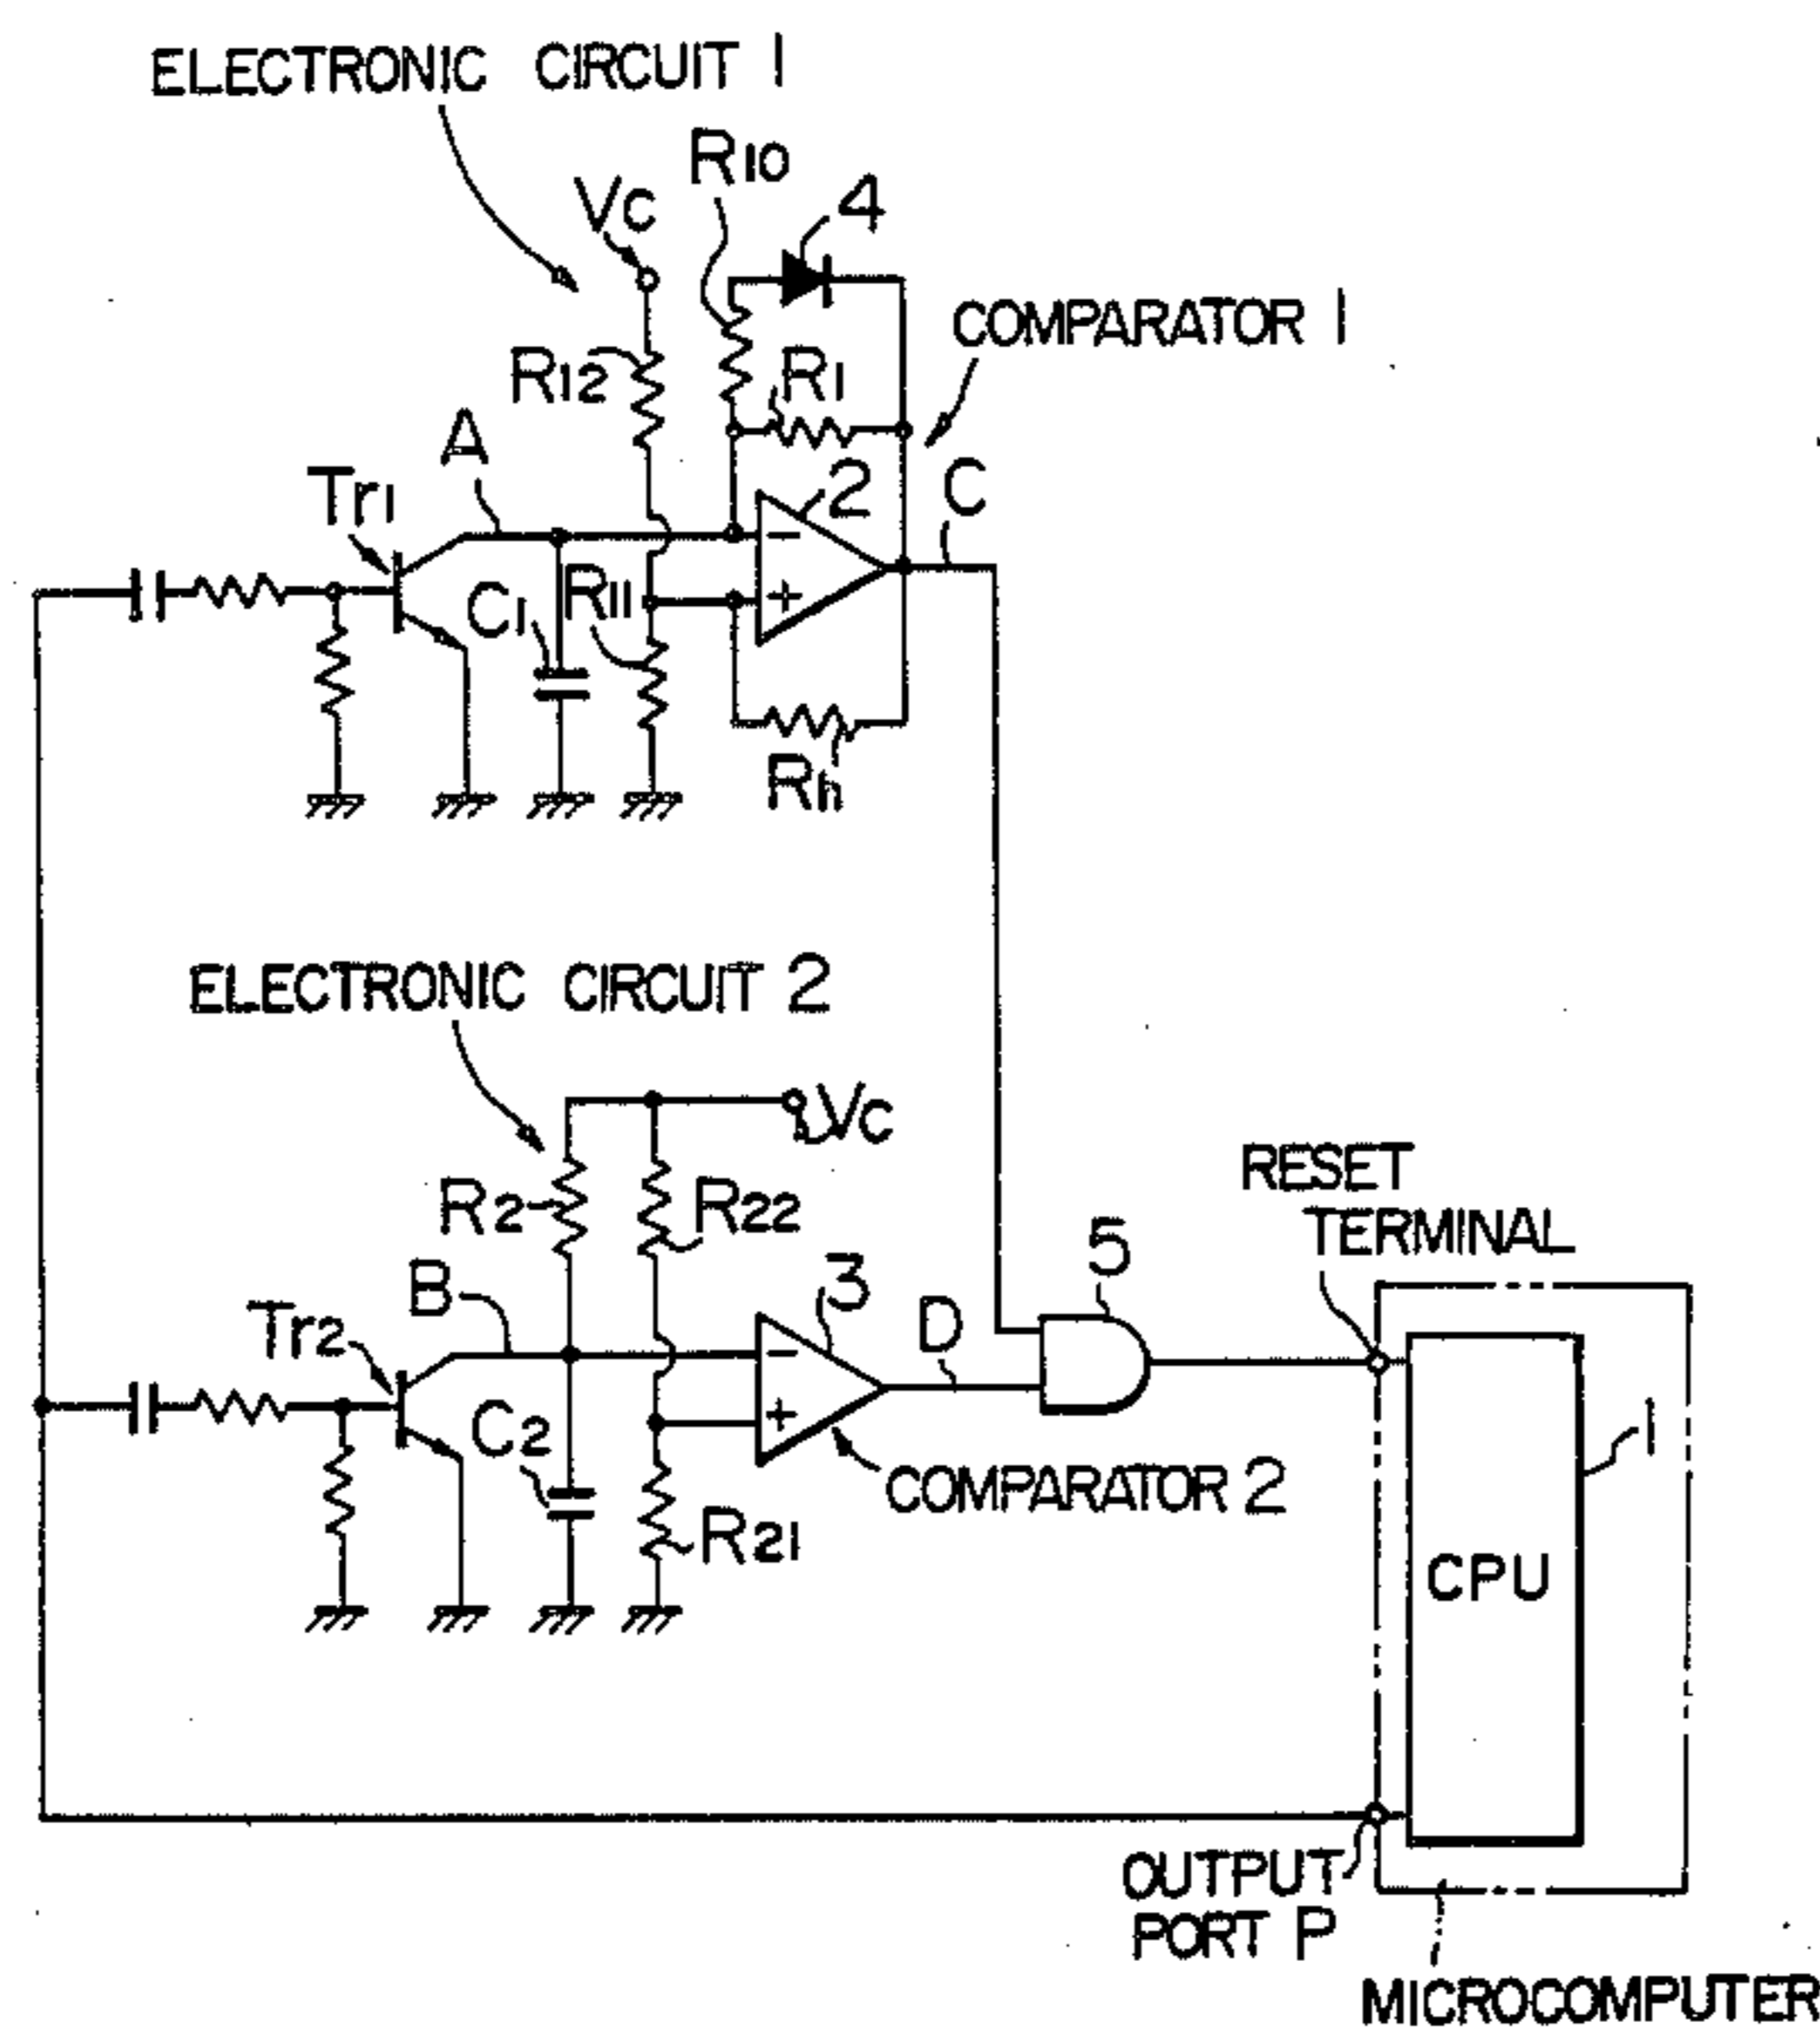 ELECTRONIC CIRCUIT 1
R10
Vc
4
COMPARATOR 1
R12
R1
A
2
C
Tr1
−
C1
R11
+
Rh
ELECTRONIC CIRCUIT 2
Vc
R2
R22
RESET
TERMINAL
5
B
3
D
Tr2
−
C2
+
1
COMPARATOR 2
R21
CPU
OUTPUT
PORT P
MICROCOMPUTER